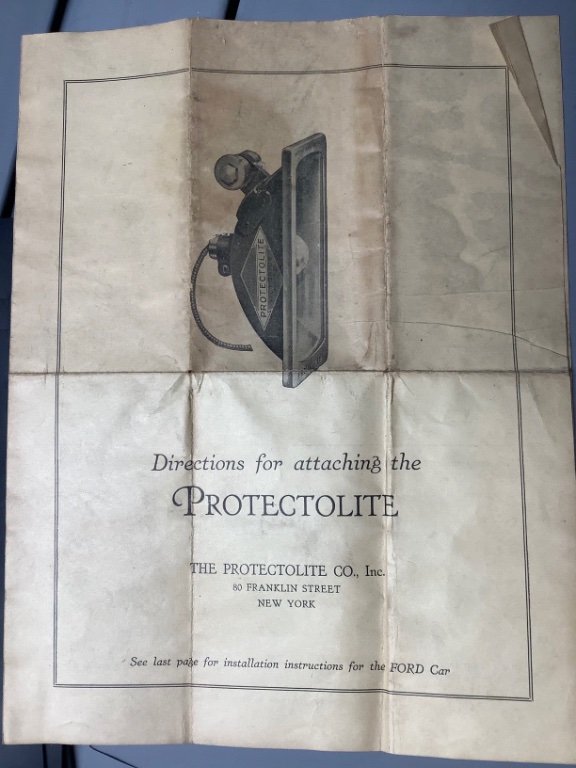 PROTECTOLITE
Directions for attaching the
PROTECTOLITE
THE PROTECTOLITE CO., Inc.
80 FRANKLIN STREET
NEW YORK
See last page for installation instructions for the FORD Car